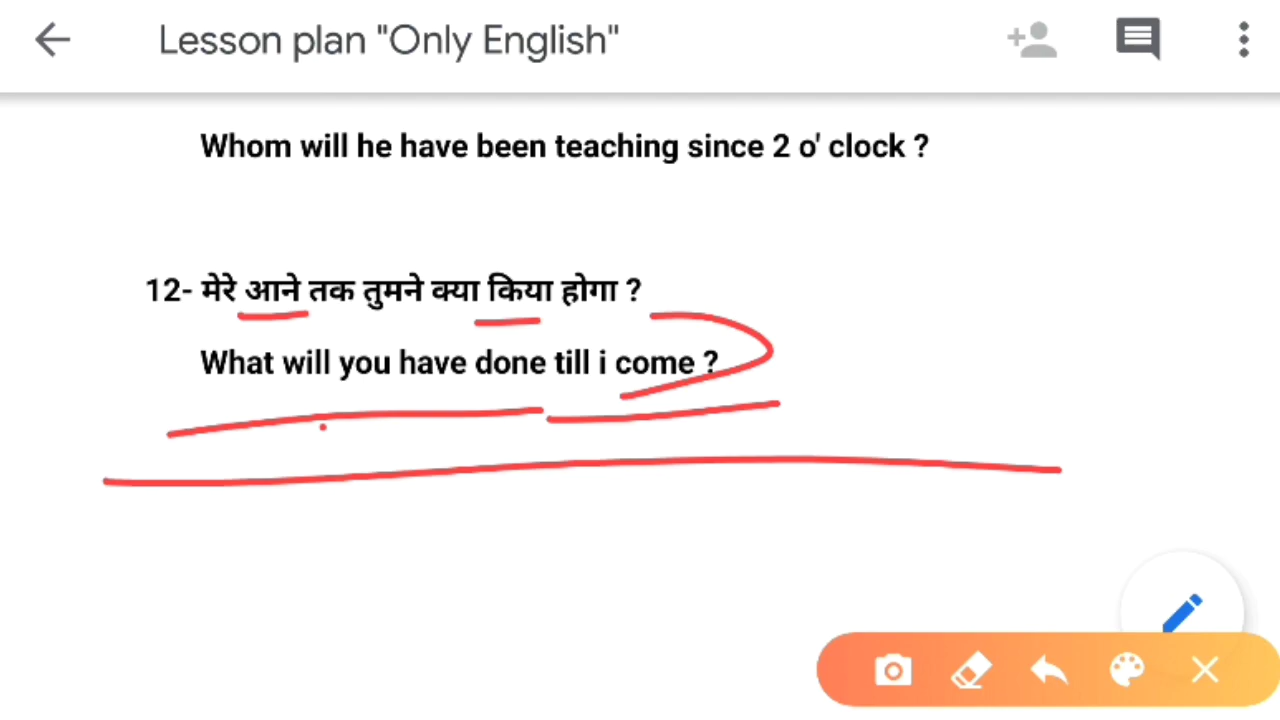 Lesson plan "Only English"
Whom will he have been teaching since 2 o' clock ?
12- मेरे आने तक तुमने क्या किया होगा ?
What will you have done till i come ?